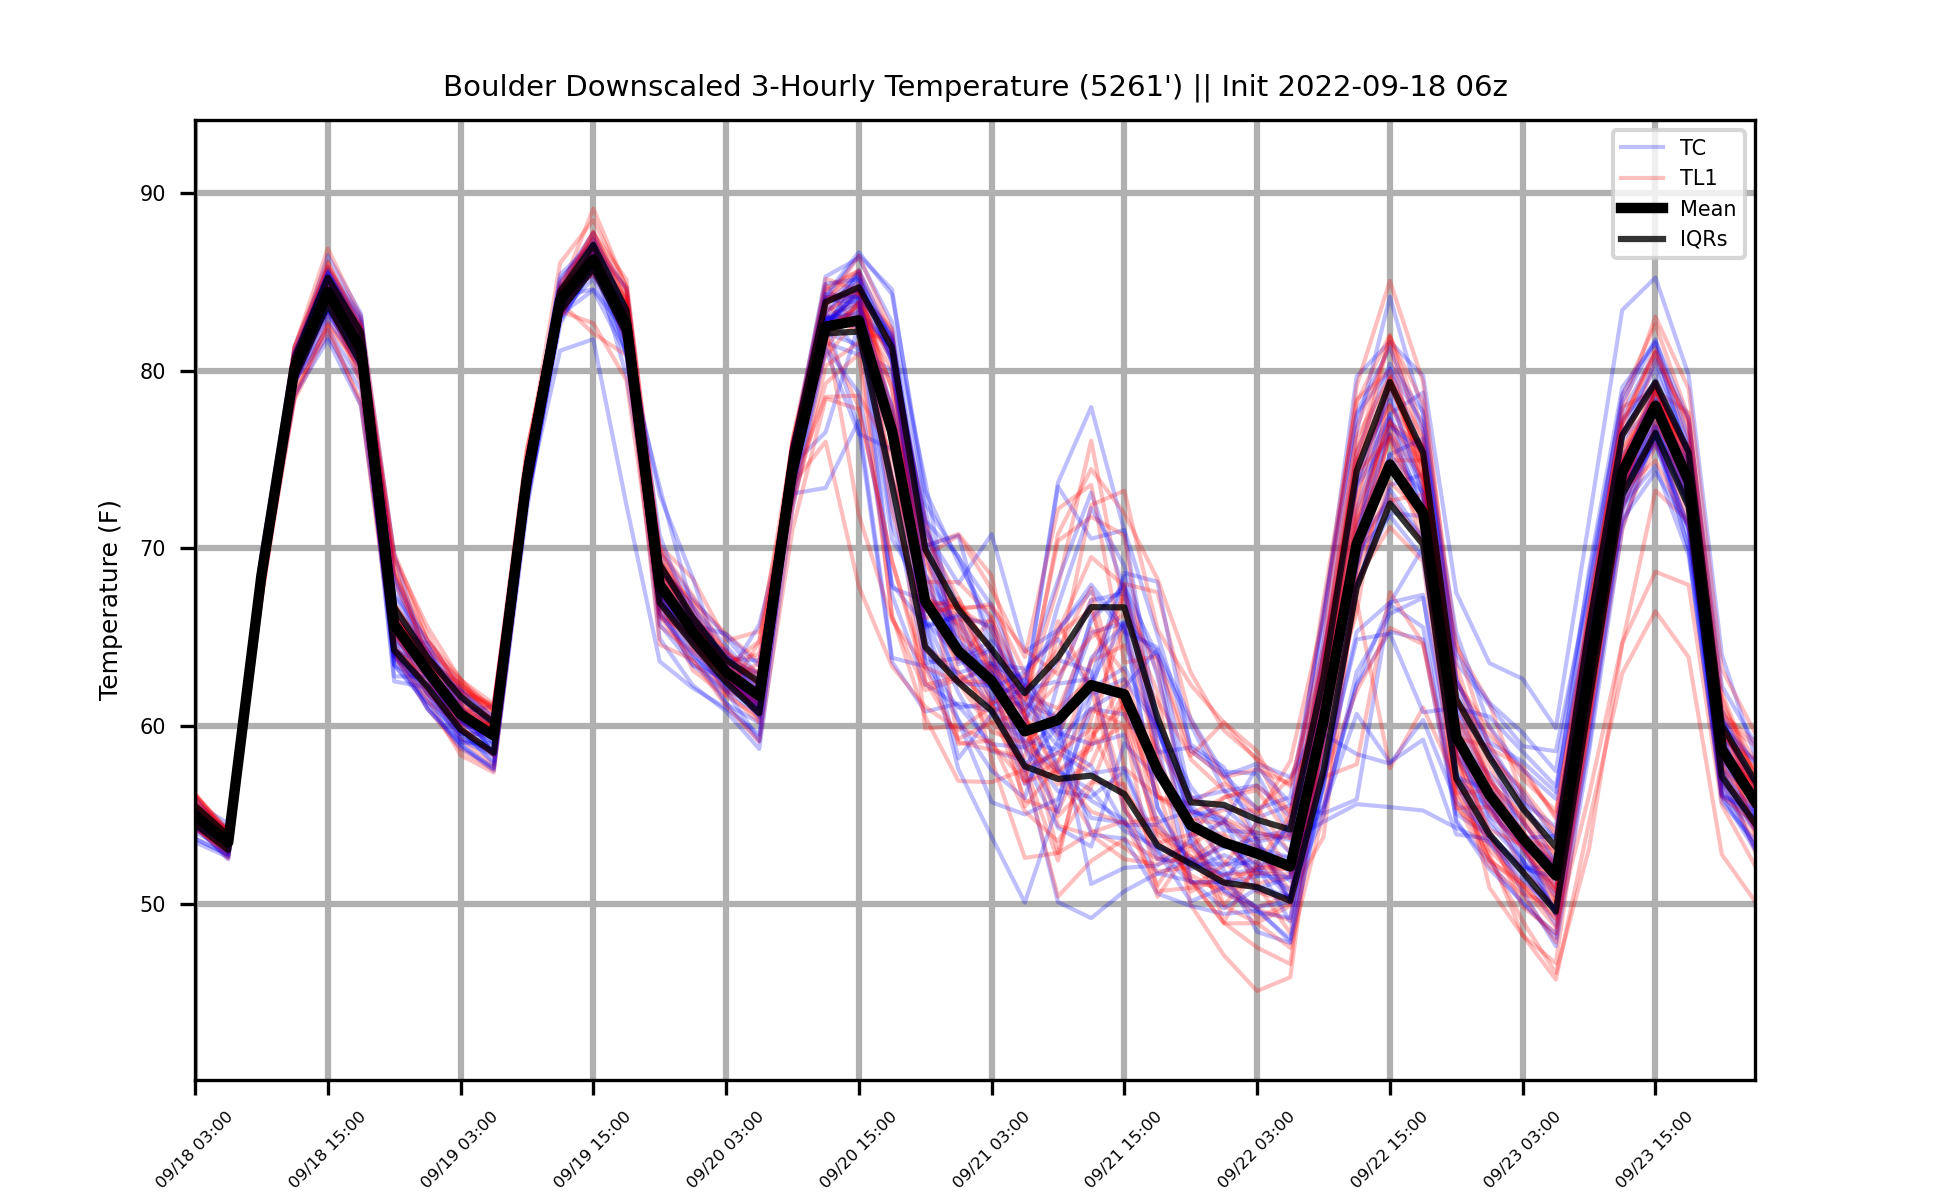 Boulder Downscaled 3-Hourly Temperature (5261') || Init 2022-09-18 06z
TC
TL1
Mean
IQRs
Temperature (F)
90
80
70
60
50
09/18 03:00
09/18 15:00
09/19 03:00
09/19 15:00
09/20 03:00
09/20 15:00
09/21 03:00
09/21 15:00
09/22 03:00
09/22 15:00
09/23 03:00
09/23 15:00